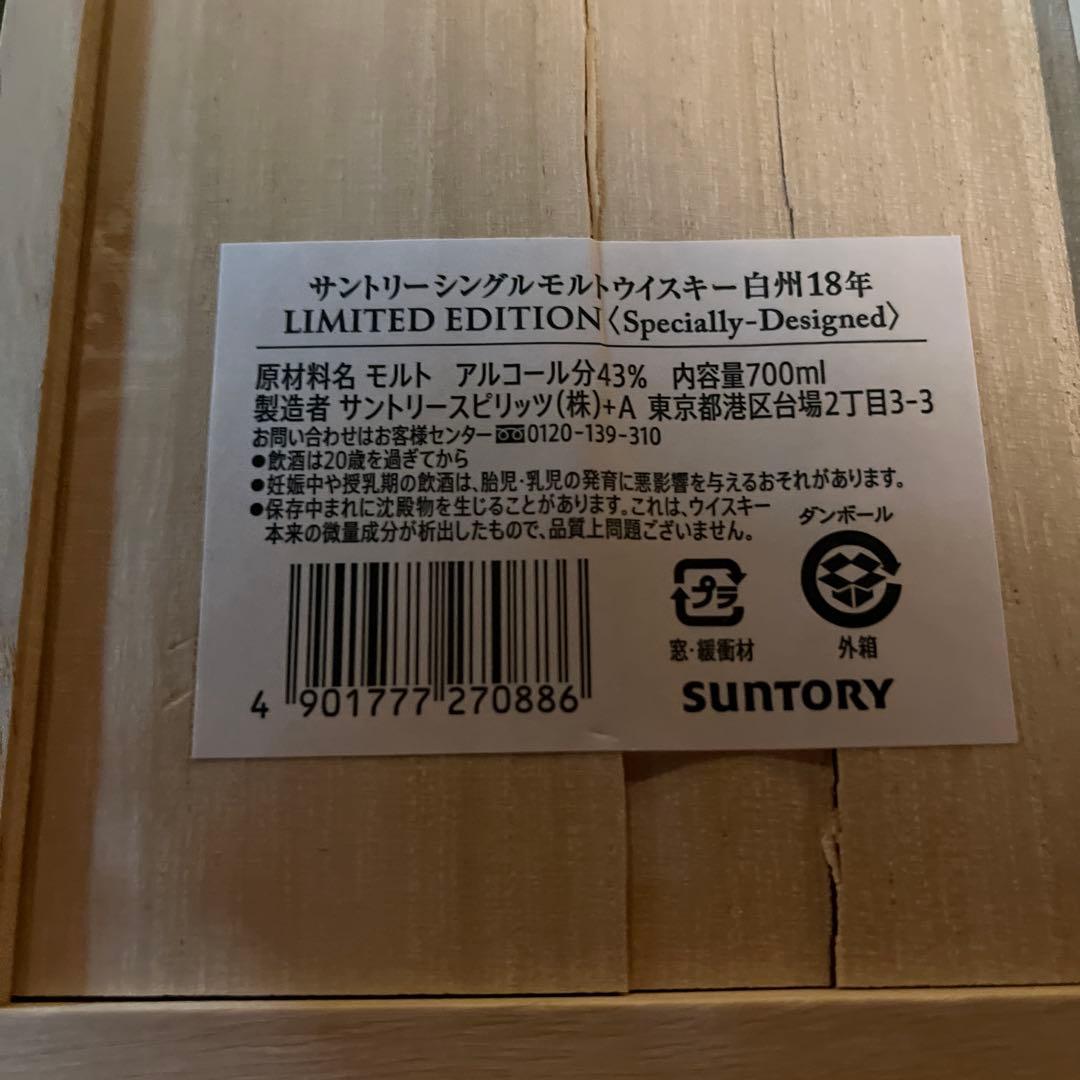 サントリーシングルモルトウイスキー白州18年
LIMITED EDITION〈Specially-Designed〉
原材料名 モルト アルコール分43% 内容量700ml
製造者 サントリースピリッツ(株)+A 東京都港区台場2丁目3-3
お問い合わせはお客様センター 0120-139-310
●飲酒は20歳を過ぎてから
●妊娠中や授乳期の飲酒は、胎児・乳児の発育に悪影響を与えるおそれがあります。
●保存中まれに沈殿物を生じることがあります。これは、ウイスキー
本来の微量成分が析出したもので、品質上問題ございません。
ダンボール
プラ
窓・緩衝材
外箱
SUNTORY
4 901777 270886